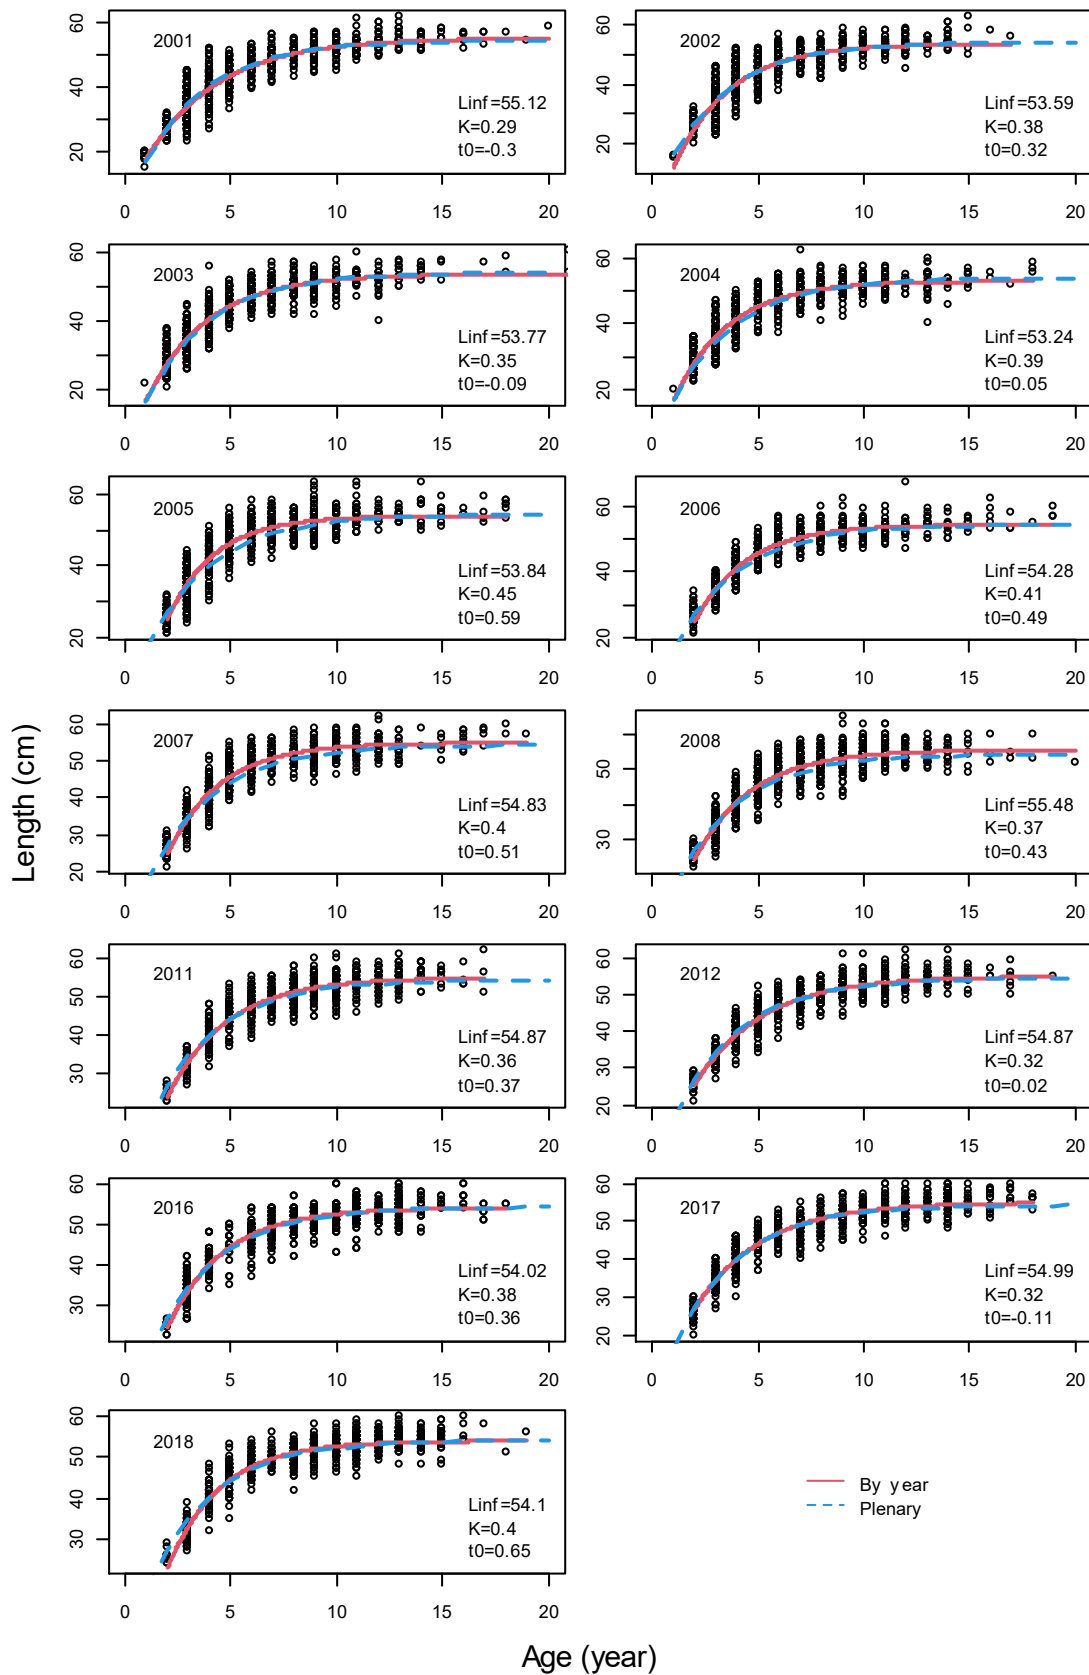 2001
Linf=55.12
K=0.29
t0=-0.3
20 40 60
0 5 10 15 20
2002
Linf=53.59
K=0.38
t0=0.32
20 40 60
0 5 10 15 20
2003
Linf=53.77
K=0.35
t0=-0.09
20 40 60
0 5 10 15 20
2004
Linf=53.24
K=0.39
t0=0.05
20 30 40 50 60
0 5 10 15 20
2005
Linf=53.84
K=0.45
t0=0.59
20 40 60
0 5 10 15 20
2006
Linf=54.28
K=0.41
t0=0.49
20 40 60
0 5 10 15 20
2007
Linf=54.83
K=0.4
t0=0.51
20 30 40 50 60
0 5 10 15 20
2008
Linf=55.48
K=0.37
t0=0.43
30 50
0 5 10 15 20
2011
Linf=54.87
K=0.36
t0=0.37
30 40 50 60
0 5 10 15 20
2012
Linf=54.87
K=0.32
t0=0.02
20 30 40 50 60
0 5 10 15 20
2016
Linf=54.02
K=0.38
t0=0.36
30 40 50 60
0 5 10 15 20
2017
Linf=54.99
K=0.32
t0=-0.11
20 30 40 50 60
0 5 10 15 20
2018
Linf=54.1
K=0.4
t0=0.65
30 40 50 60
0 5 10 15 20
By year
Plenary
Length (cm)
Age (year)